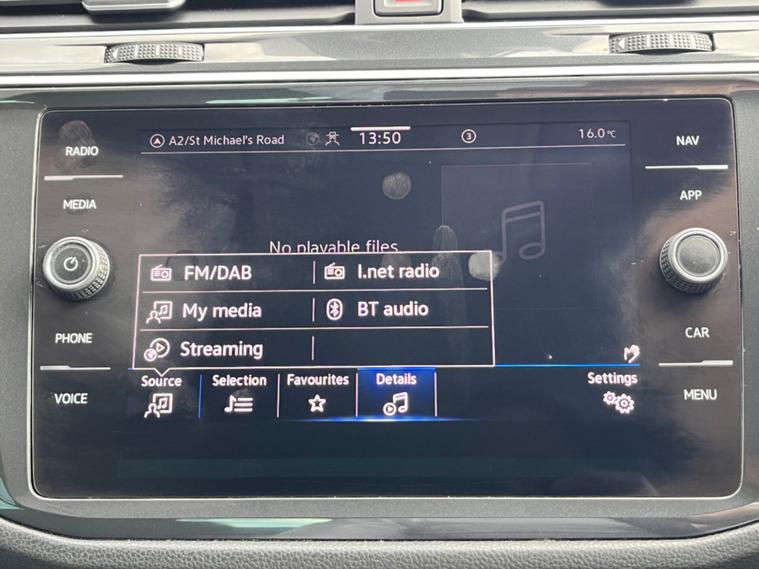 RADIO
MEDIA
PHONE
VOICE
A2/St Michael's Road
13:50
3
16.0°C
No playable files
FM/DAB
I.net radio
My media
BT audio
Streaming
Source
Selection
Favourites
Details
Settings
NAV
APP
CAR
MENU